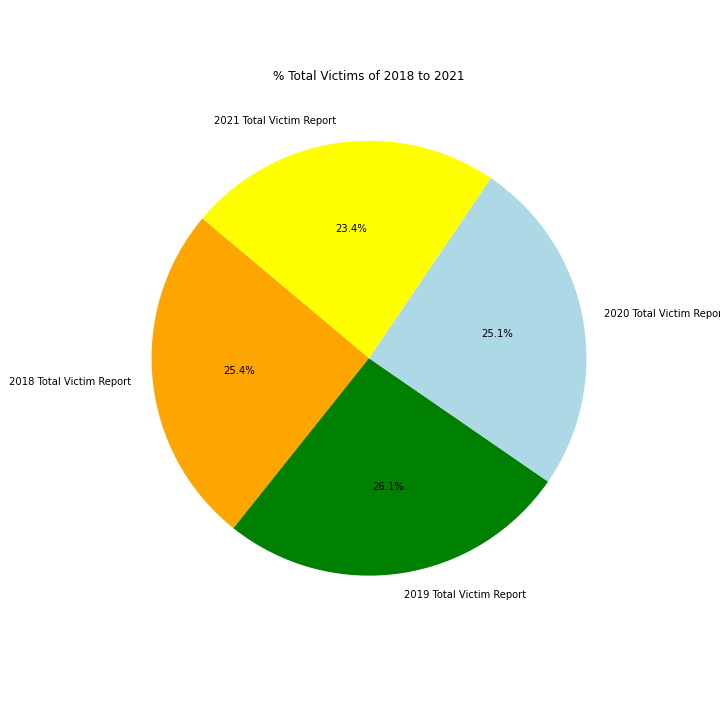 % Total Victims of 2018 to 2021
2021 Total Victim Report
23.4%
2020 Total Victim Repor
25.1%
25.4%
2018 Total Victim Report
26.1%
2019 Total Victim Report